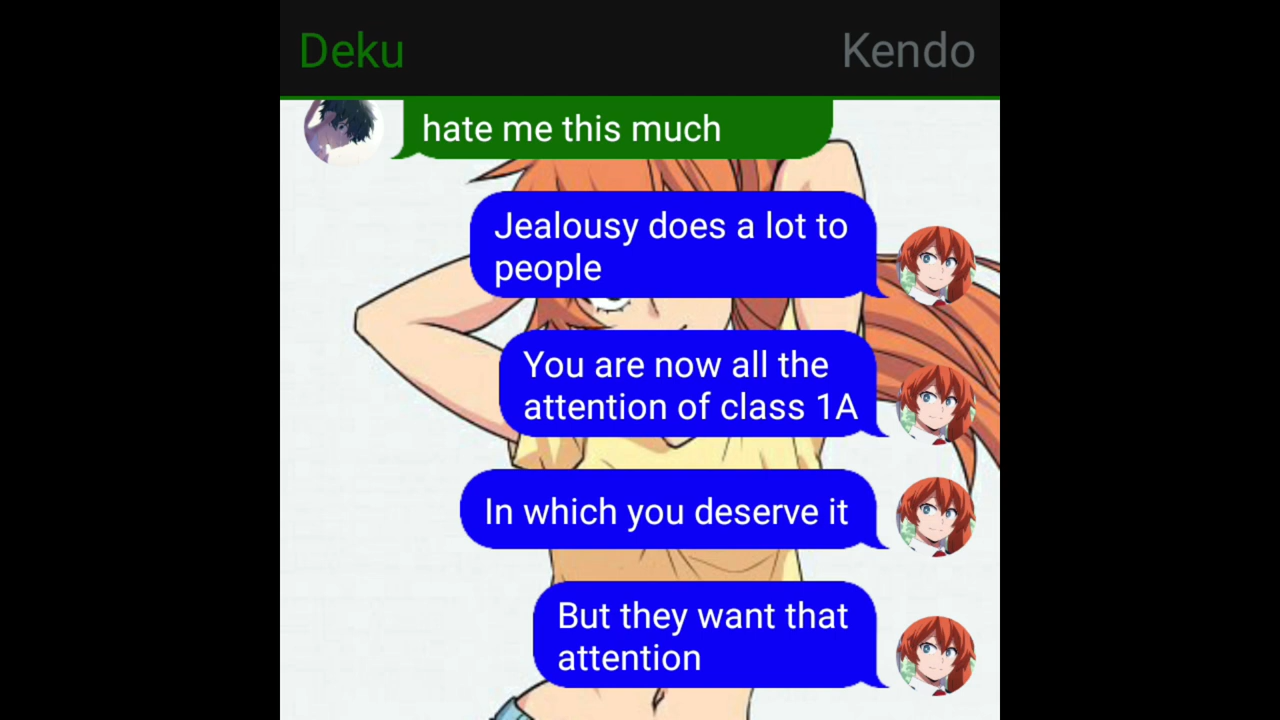 Deku
Kendo
hate me this much
Jealousy does a lot to
people
You are now all the
attention of class 1A
In which you deserve it
But they want that
attention